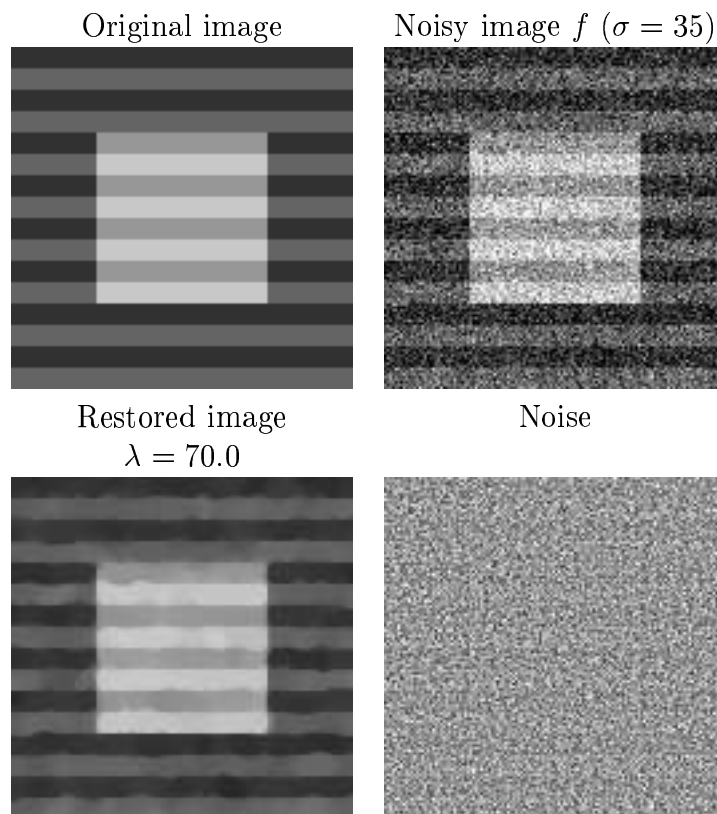 Original image
Noisy image f (σ = 35)
Restored image
λ = 70.0
Noise